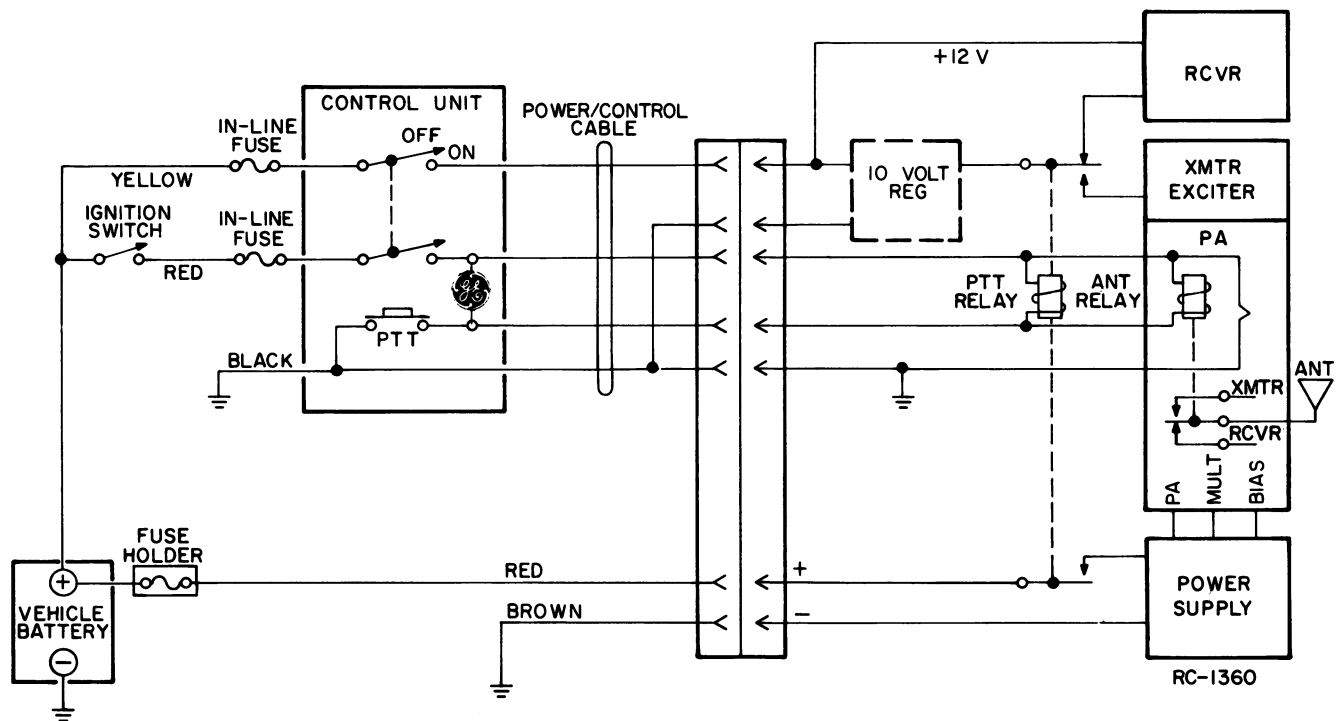 RCVR
+12 V
CONTROL UNIT
POWER/CONTROL
CABLE
IN-LINE
FUSE
OFF
ON
YELLOW
10 VOLT
REG
XMTR
EXCITER
IGNITION
SWITCH
IN-LINE
FUSE
RED
PA
GE
PTT
RELAY
ANT
RELAY
PTT
BLACK
ANT
XMTR
RCVR
PA
MULT
BIAS
FUSE
HOLDER
RED
+
+
VEHICLE
BATTERY
BROWN
−
POWER
SUPPLY
−
RC-1360